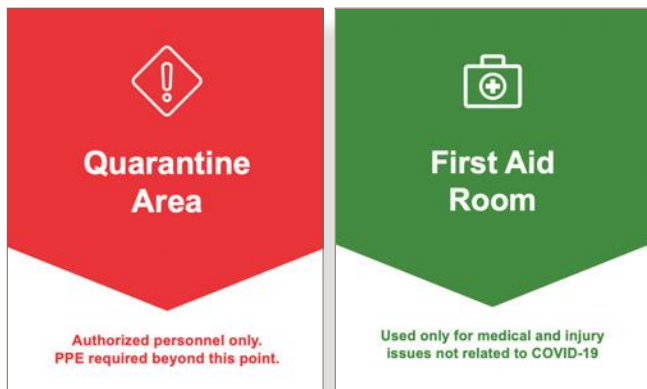 Quarantine
Area
Authorized personnel only.
PPE required beyond this point.
First Aid
Room
Used only for medical and injury
issues not related to COVID-19